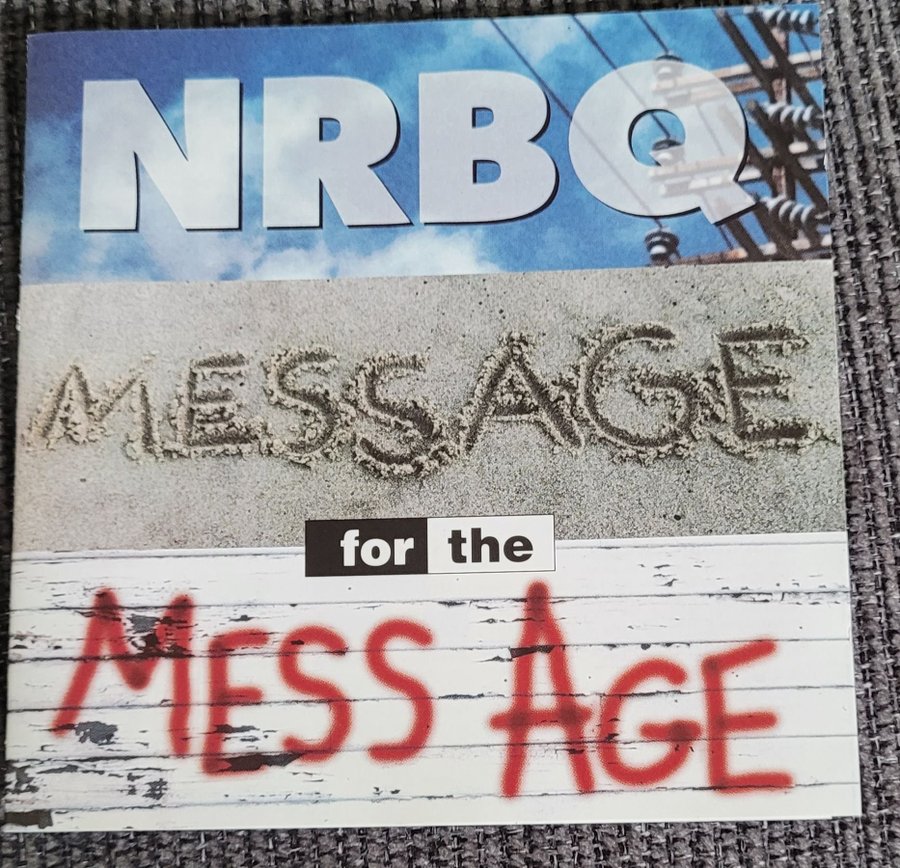 NRBQ
MESSAGE
for the
MESS AGE